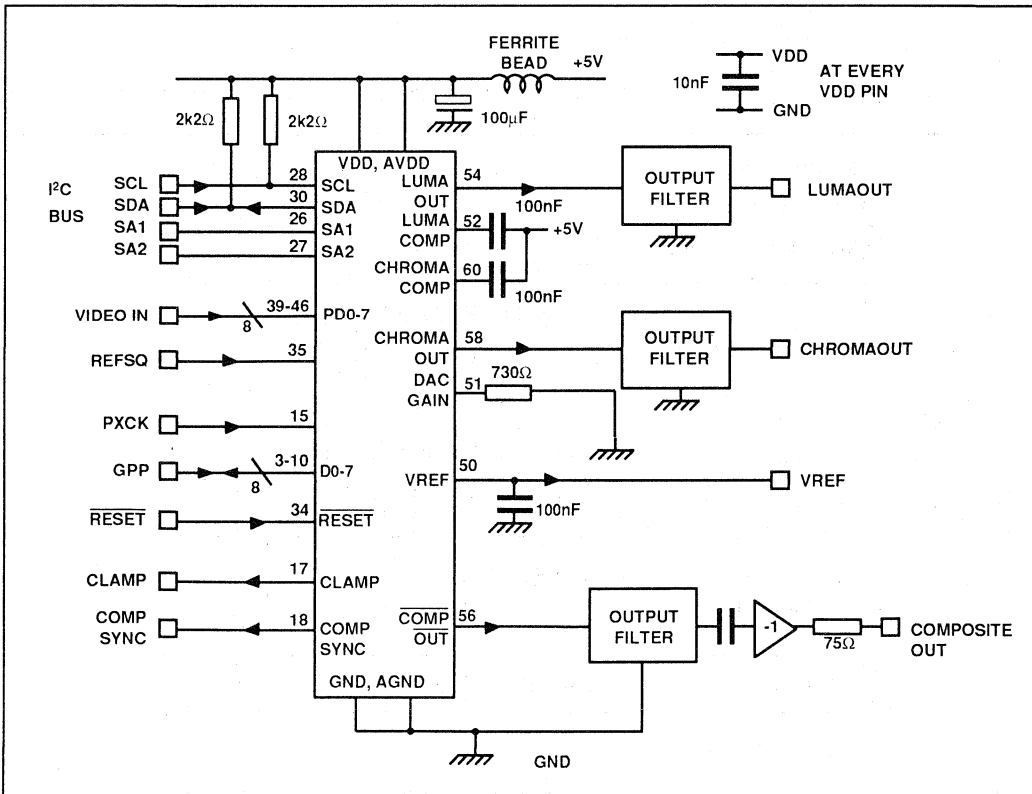 FERRITE
BEAD
+5V
VDD
10nF
AT EVERY
VDD PIN
GND
2k2Ω
2k2Ω
100µF
VDD, AVDD
I²C
BUS
SCL
28
SCL
SDA
30
SDA
SA1
26
SA1
SA2
27
SA2
VIDEO IN
8
39-46
PD0-7
REFSQ
35
PXCK
15
GPP
8
3-10
D0-7
RESET
34
RESET
CLAMP
17
CLAMP
COMP
SYNC
18
COMP
SYNC
LUMA
OUT
54
100nF
OUTPUT
FILTER
LUMAOUT
LUMA
COMP
52
+5V
CHROMA
COMP
60
100nF
CHROMA
OUT
58
OUTPUT
FILTER
CHROMAOUT
DAC
GAIN
51
730Ω
VREF
50
100nF
VREF
COMP
OUT
56
OUTPUT
FILTER
-1
75Ω
COMPOSITE
OUT
GND, AGND
GND